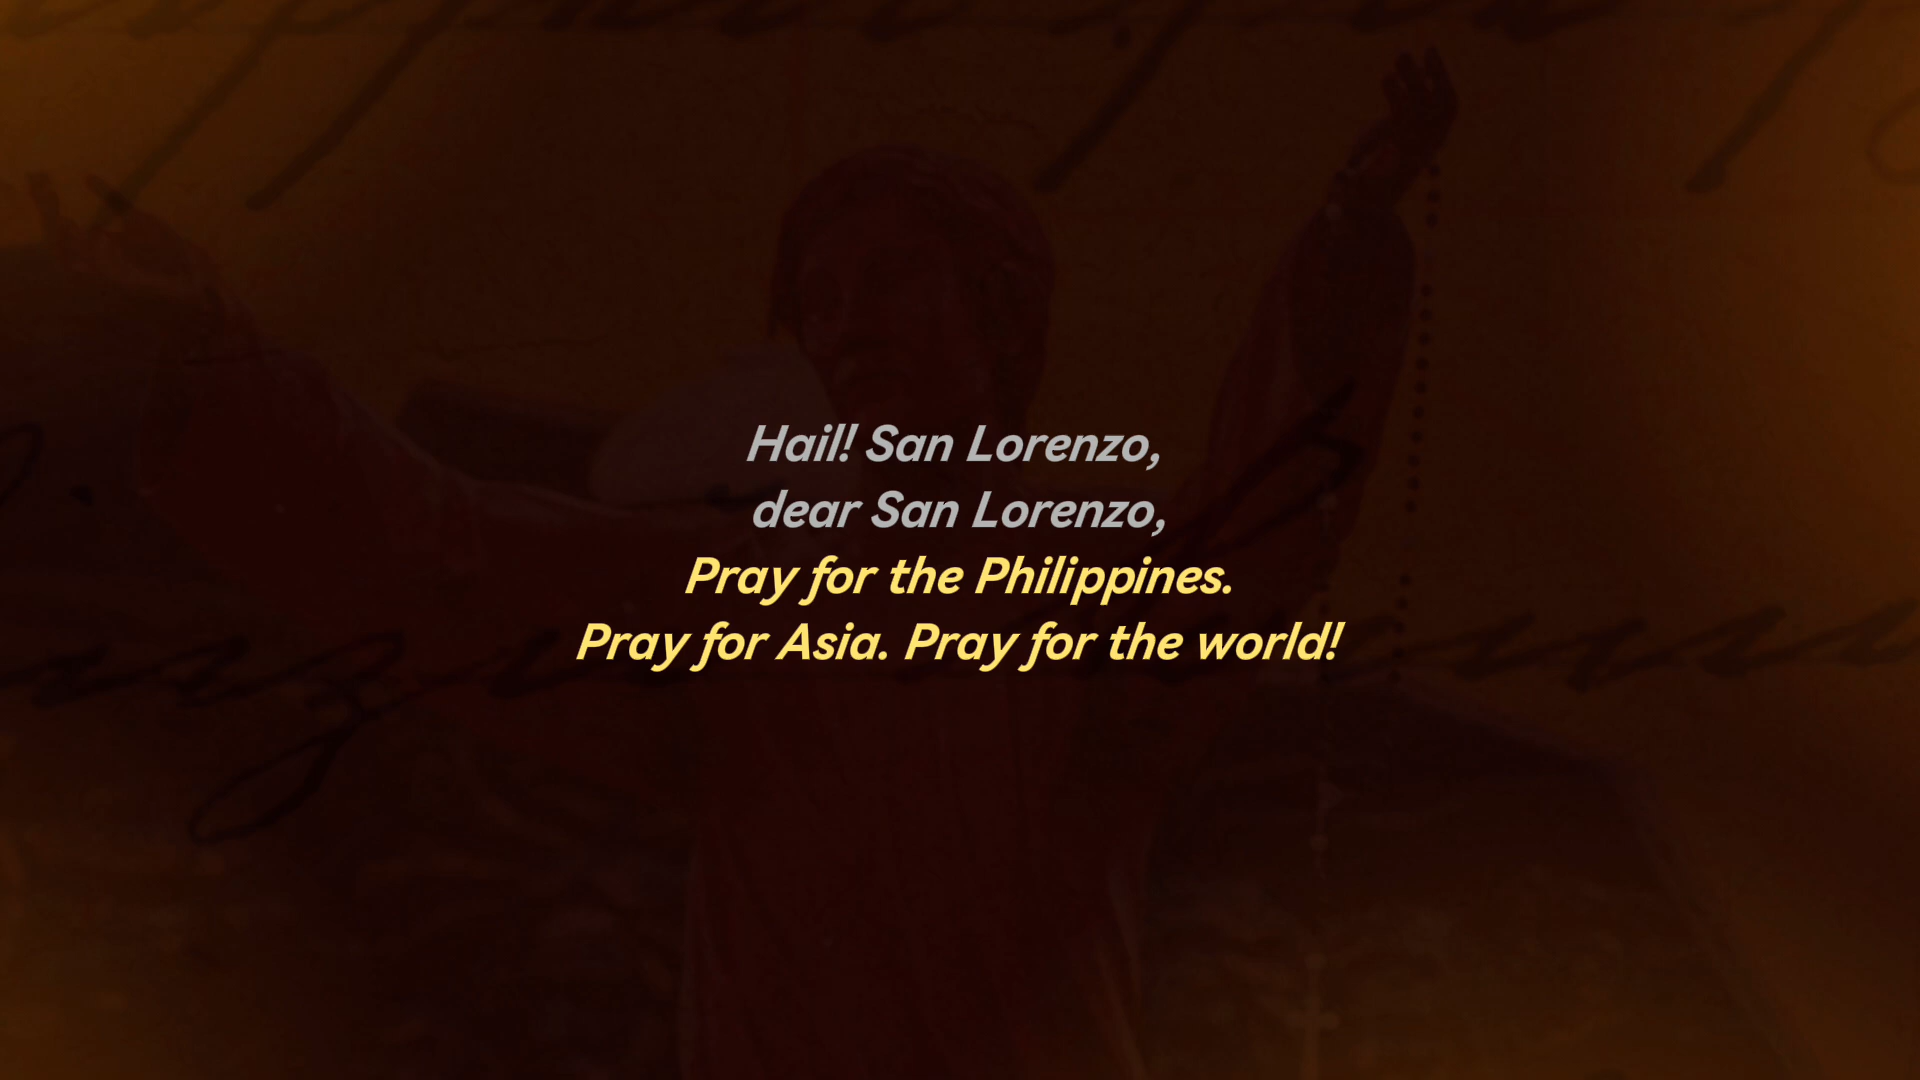 Hail! San Lorenzo,
dear San Lorenzo,
Pray for the Philippines.
Pray for Asia. Pray for the world!